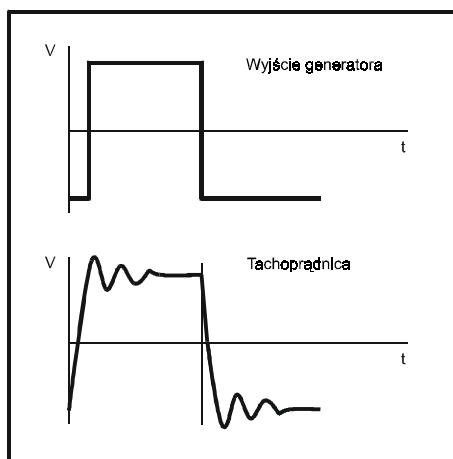 V
Wyjście generatora
t
V
Tachoprądnica
t